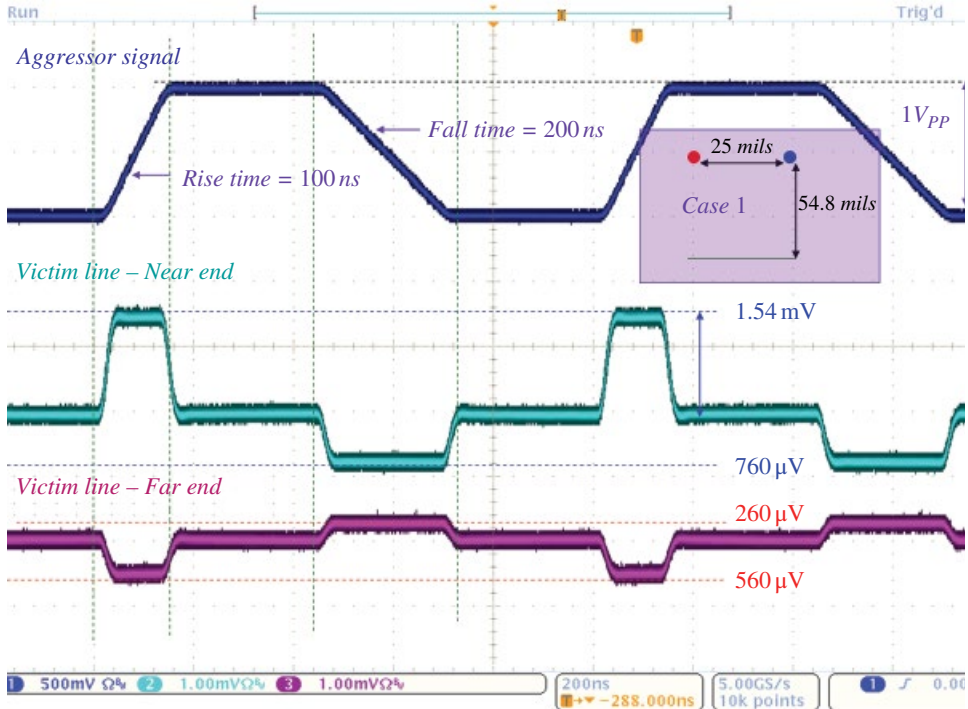 Run
Trig'd
T
T
Aggressor signal
1V_PP
Fall time = 200 ns
25 mils
Rise time = 100 ns
Case 1
54.8 mils
Victim line – Near end
1.54 mV
760 μV
Victim line – Far end
260 μV
560 μV
1 500mV Ω 2 1.00mVΩ 3 1.00mVΩ
200ns
T→▼ −288.000ns
5.00GS/s
10k points
1 0.00